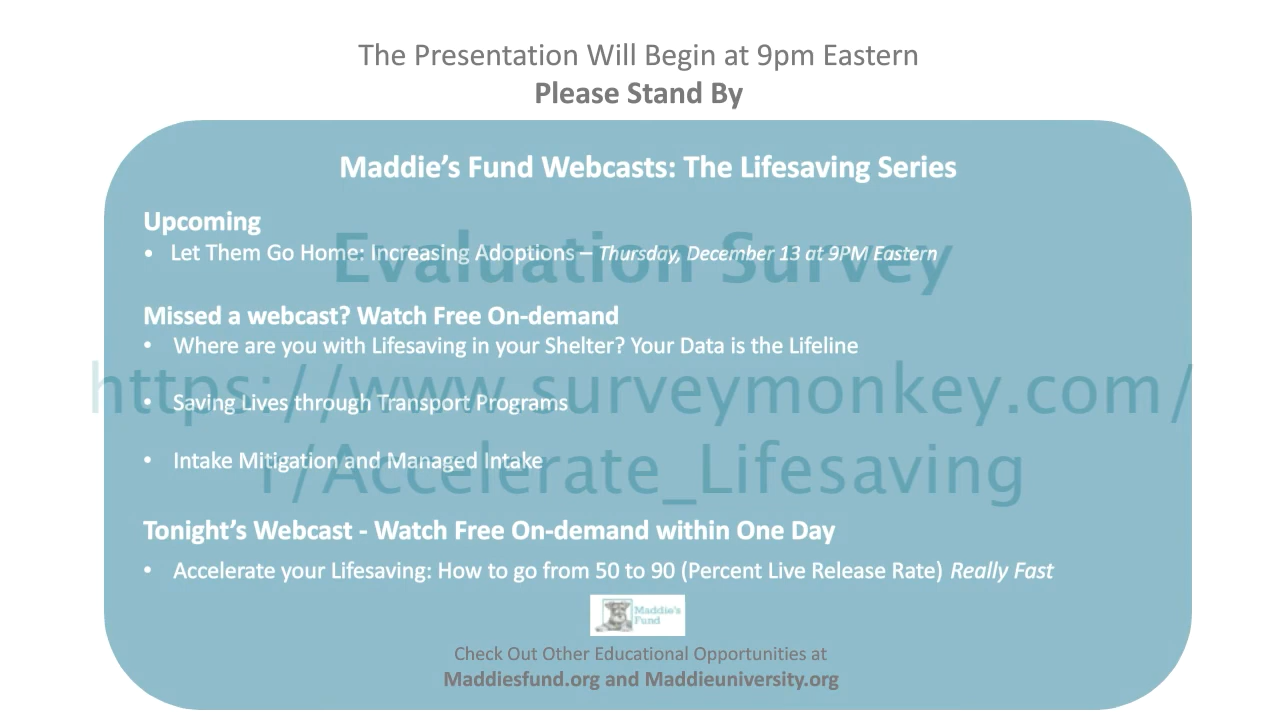 The Presentation Will Begin at 9pm Eastern
Please Stand By
Maddie’s Fund Webcasts: The Lifesaving Series
Upcoming
• Let Them Go Home: Increasing Adoptions – Thursday, December 13 at 9PM Eastern
Evaluation Survey
Missed a webcast? Watch Free On-demand
• Where are you with Lifesaving in your Shelter? Your Data is the Lifeline
https://www.surveymonkey.com/
• Saving Lives through Transport Programs
• Intake Mitigation and Managed Intake
r/Accelerate_Lifesaving
Tonight’s Webcast - Watch Free On-demand within One Day
• Accelerate your Lifesaving: How to go from 50 to 90 (Percent Live Release Rate) Really Fast
Maddie's
Fund
Check Out Other Educational Opportunities at
Maddiesfund.org and Maddieuniversity.org